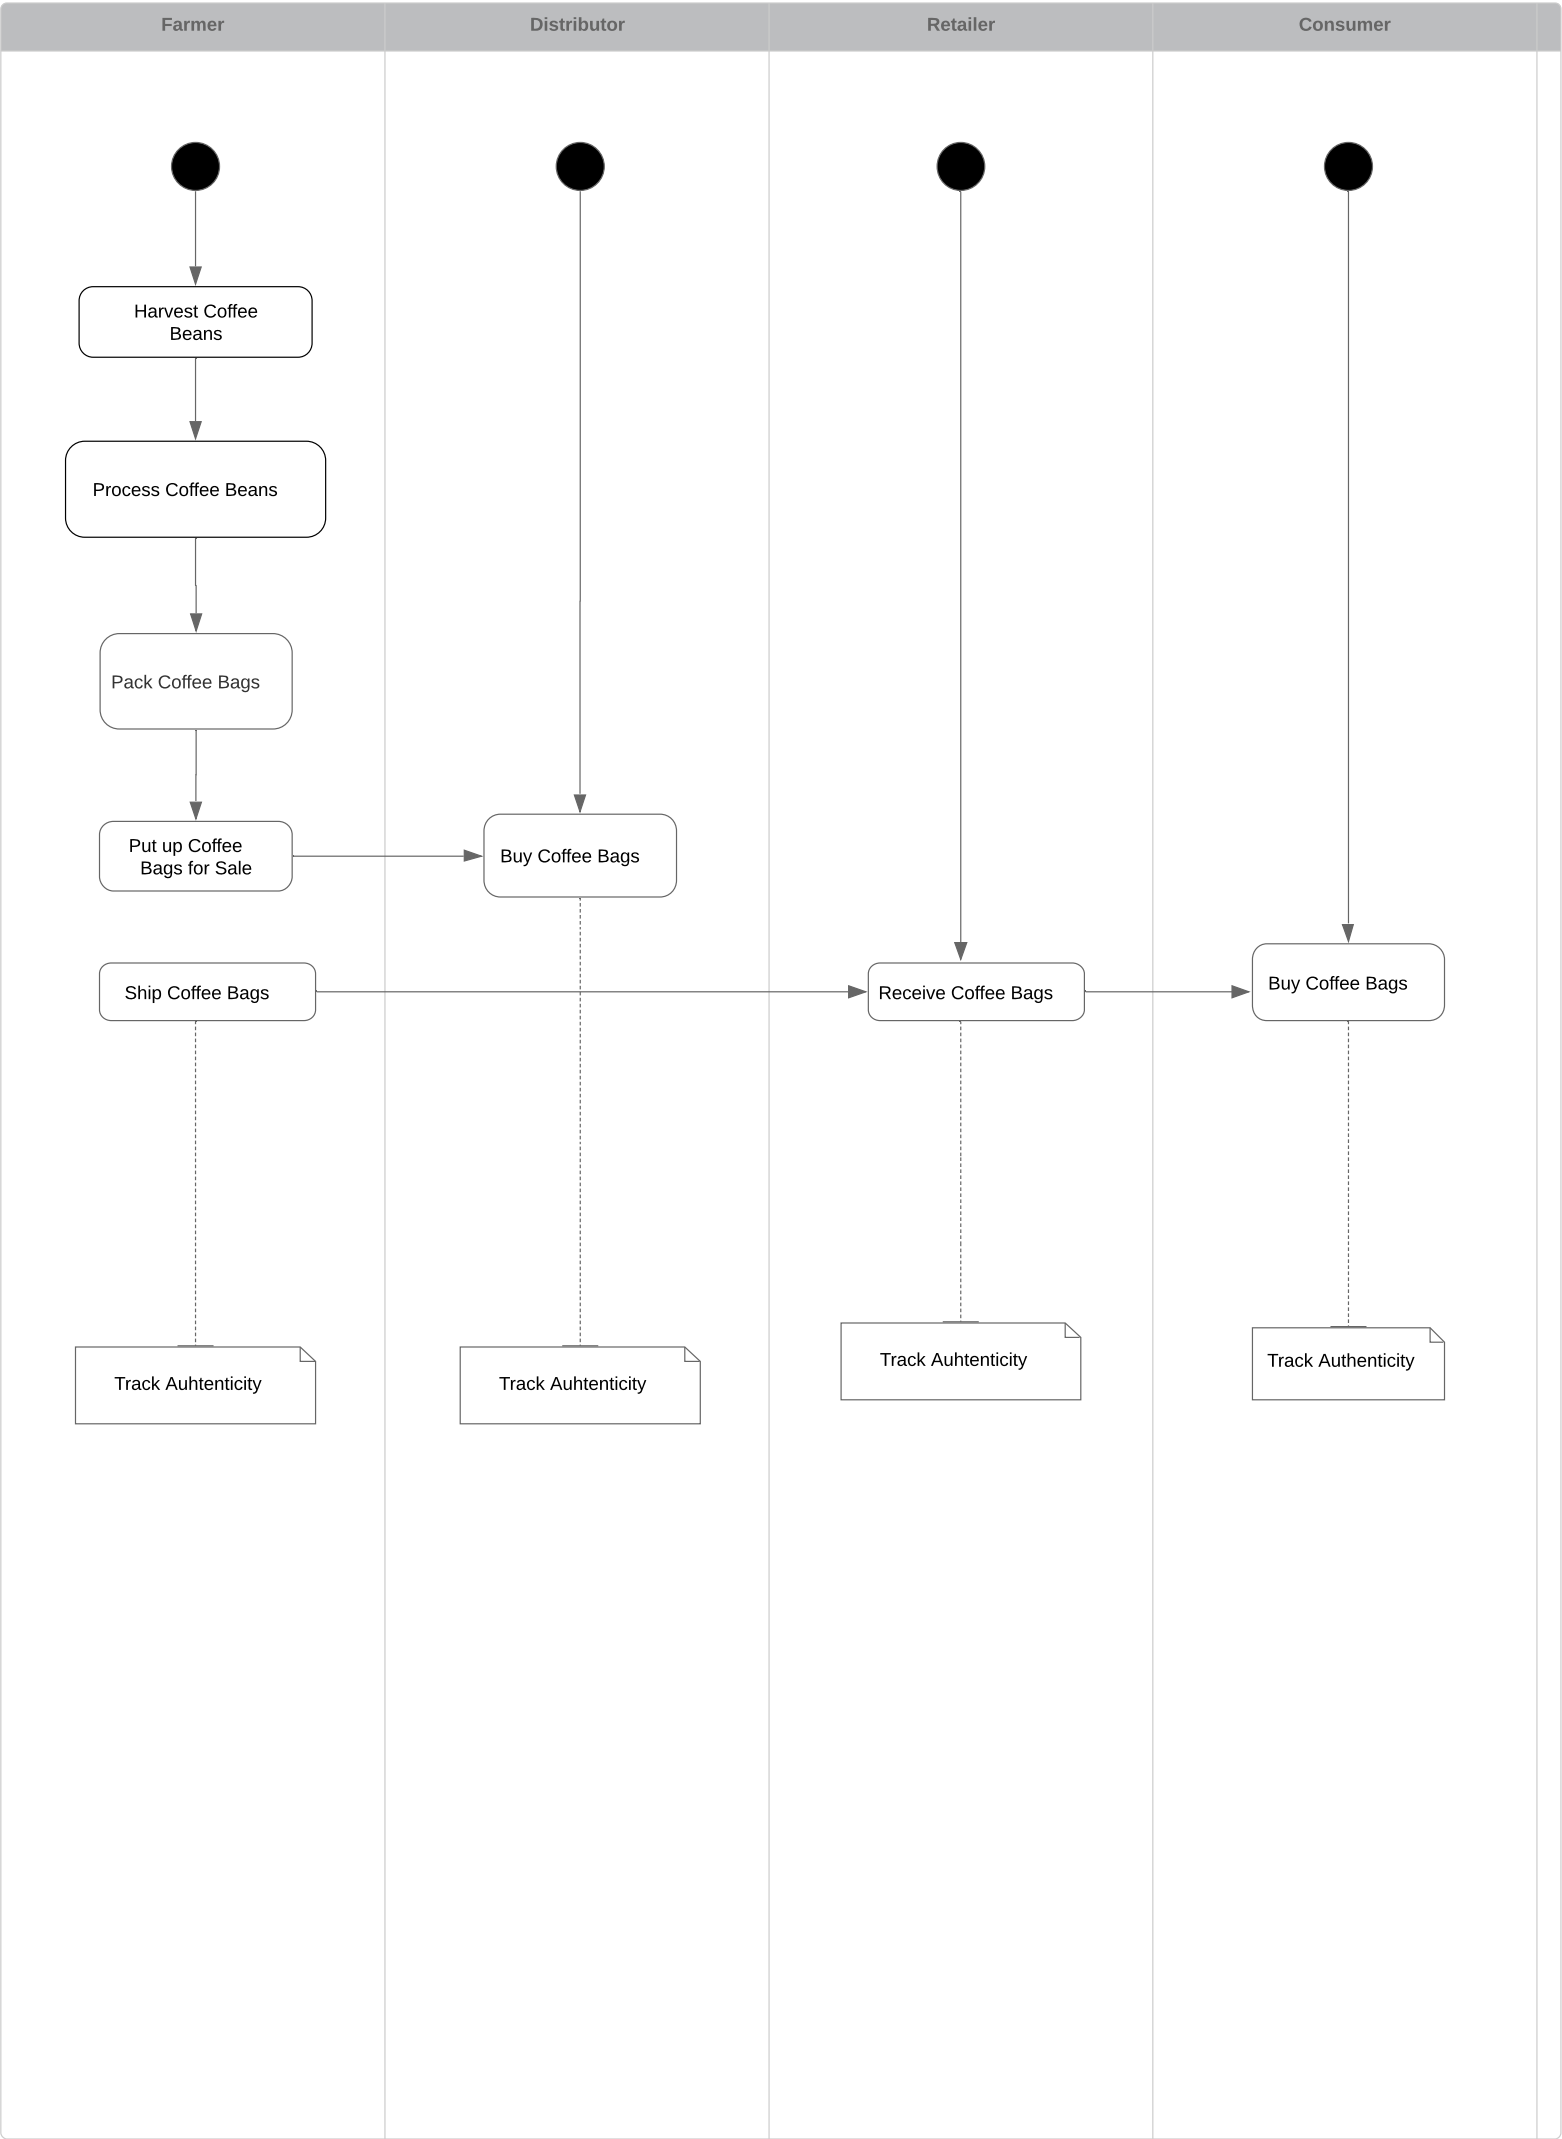 Farmer
Distributor
Retailer
Consumer
Harvest Coffee
Beans
Process Coffee Beans
Pack Coffee Bags
Put up Coffee
Bags for Sale
Buy Coffee Bags
Ship Coffee Bags
Receive Coffee Bags
Buy Coffee Bags
Track Auhtenticity
Track Auhtenticity
Track Auhtenticity
Track Authenticity